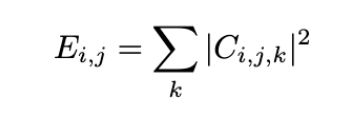 E_{i,j} = \sum_{k} |C_{i,j,k}|^2